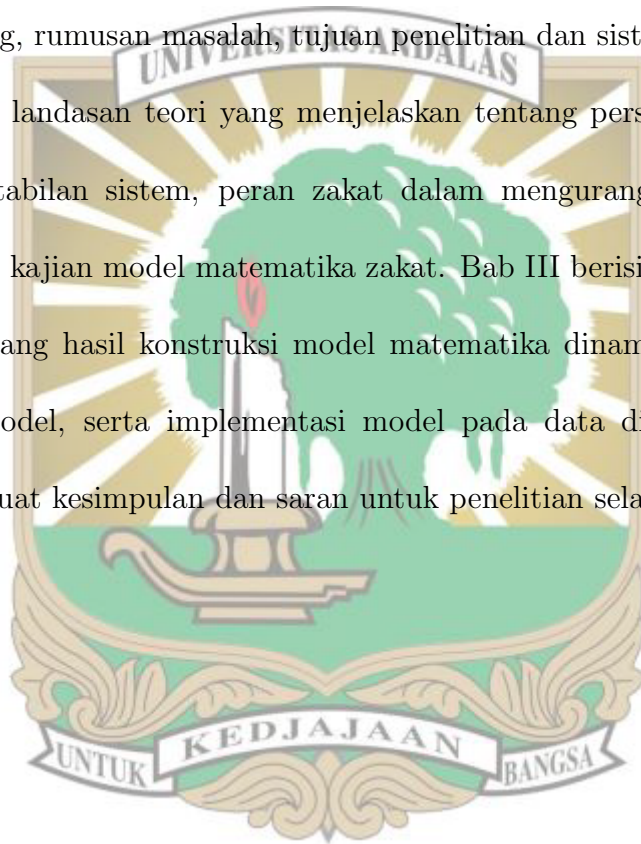 g, rumusan masalah, tujuan penelitian dan sist
UNIVERSITAS ANDALAS
landasan teori yang menjelaskan tentang pers
tabilan sistem, peran zakat dalam mengurang
kajian model matematika zakat. Bab III berisi
ang hasil konstruksi model matematika dinam
odel, serta implementasi model pada data di
uat kesimpulan dan saran untuk penelitian sela
UNTUK KEDJAJAAN BANGSA